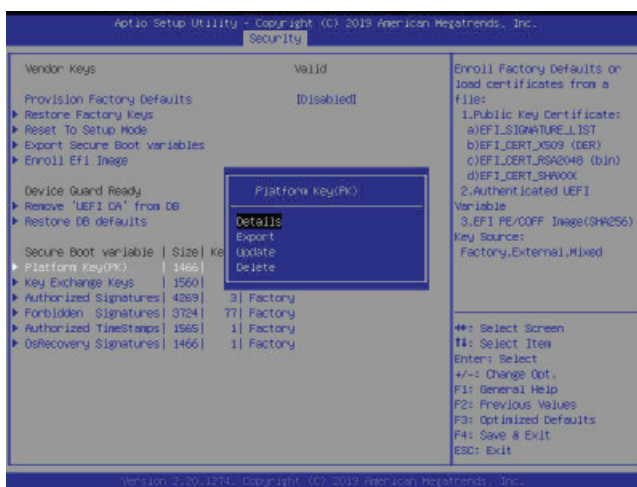 Aptio Setup Utility - Copyright (C) 2019 American Megatrends, Inc.
Security
Vendor Keys Valid
Provision Factory Defaults [Disabled]
Restore Factory Keys
Reset To Setup Mode
Export Secure Boot variables
Enroll Efi Image
Device Guard Ready
Remove 'UEFI CA' from DB
Restore DB defaults
Secure Boot variable | Size| Ke
Platform Key(PK) | 1466|
Key Exchange Keys | 1560|
Authorized Signatures| 4269| 3| Factory
Forbidden Signatures| 3724| 77| Factory
Authorized TimeStamps| 1565| 1| Factory
OsRecovery Signatures| 1466| 1| Factory
Platform Key(PK)
Details
Export
Update
Delete
Enroll Factory Defaults or
load certificates from a
file:
1.Public Key Certificate:
a)EFI_SIGNATURE_LIST
b)EFI_CERT_X509 (DER)
c)EFI_CERT_RSA2048 (bin)
d)EFI_CERT_SHAXXX
2.Authenticated UEFI
Variable
3.EFI PE/COFF Image(SHA256)
Key Source:
Factory,External,Mixed
↔: Select Screen
↑↓: Select Item
Enter: Select
+/-: Change Opt.
F1: General Help
F2: Previous Values
F3: Optimized Defaults
F4: Save & Exit
ESC: Exit
Version 2.20.1274. Copyright (C) 2019 American Megatrends, Inc.